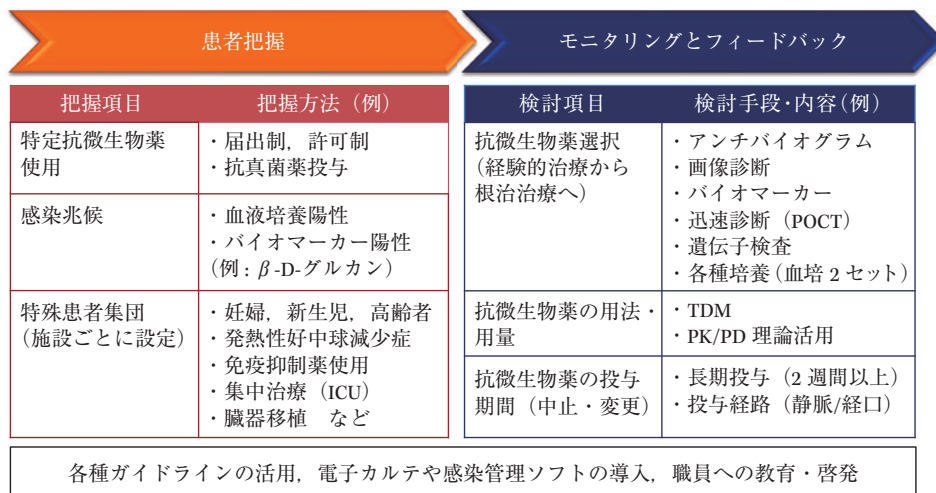 患者把握
モニタリングとフィードバック
把握項目
把握方法（例）
特定抗微生物薬
使用
・届出制，許可制
・抗真菌薬投与
感染兆候
・血液培養陽性
・バイオマーカー陽性
（例：β-D-グルカン）
特殊患者集団
（施設ごとに設定）
・妊婦，新生児，高齢者
・発熱性好中球減少症
・免疫抑制薬使用
・集中治療（ICU）
・臓器移植　など
検討項目
検討手段・内容（例）
抗微生物薬選択
（経験的治療から
根治治療へ）
・アンチバイオグラム
・画像診断
・バイオマーカー
・迅速診断（POCT）
・遺伝子検査
・各種培養（血培 2 セット）
抗微生物薬の用法・
用量
・TDM
・PK/PD 理論活用
抗微生物薬の投与
期間（中止・変更）
・長期投与（2 週間以上）
・投与経路（静脈/経口）
各種ガイドラインの活用，電子カルテや感染管理ソフトの導入，職員への教育・啓発